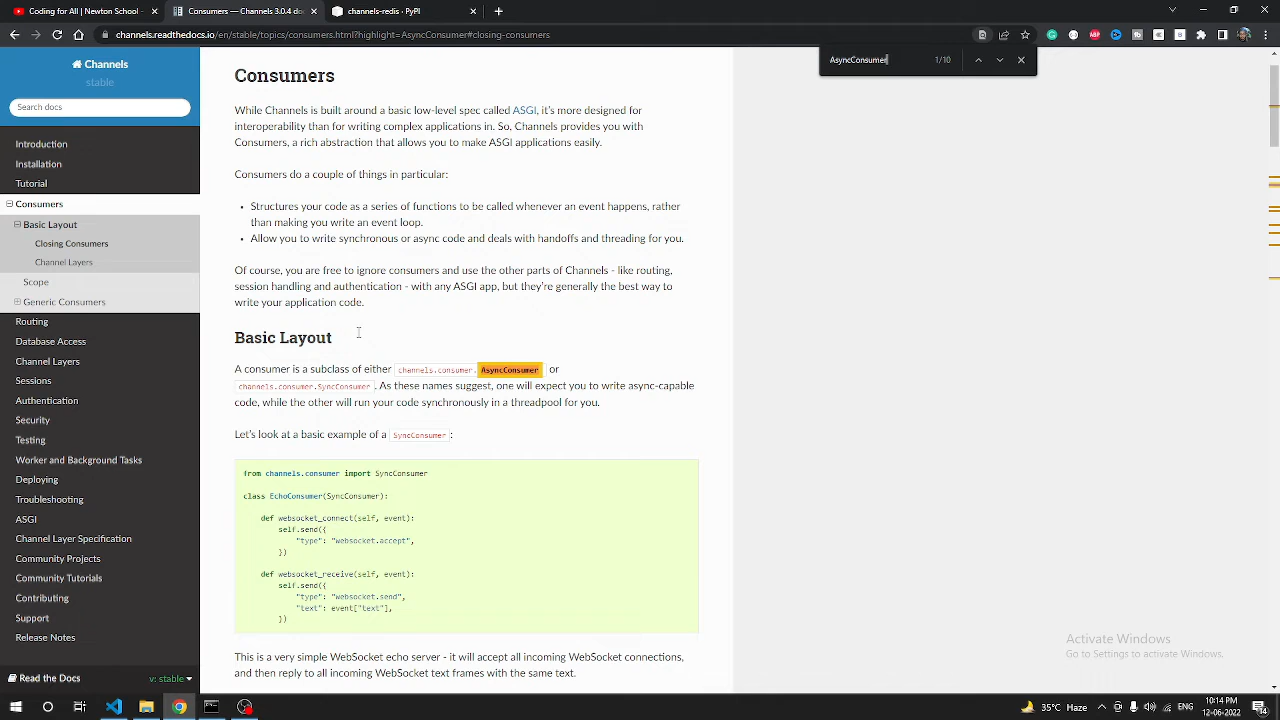 Coding for All | Coding School -
Consumers — Channels 3.0.4 do
channels-redis · PyPI
channels.readthedocs.io/en/stable/topics/consumers.html?highlight=AsyncConsumer#closing-consumers
AsyncConsumer
1/10
Channels
stable
Search docs
Introduction
Installation
Tutorial
Consumers
Basic Layout
Closing Consumers
Channel Layers
Scope
Generic Consumers
Routing
Database Access
Channel Layers
Sessions
Authentication
Security
Testing
Worker and Background Tasks
Deploying
Troubleshooting
ASGI
Channel Layer Specification
Community Projects
Community Tutorials
Contributing
Support
Release Notes
Read the Docs
v: stable
Consumers
While Channels is built around a basic low-level spec called ASGI, it's more designed for
interoperability than for writing complex applications in. So, Channels provides you with
Consumers, a rich abstraction that allows you to make ASGI applications easily.
Consumers do a couple of things in particular:
• Structures your code as a series of functions to be called whenever an event happens, rather
than making you write an event loop.
• Allow you to write synchronous or async code and deals with handoffs and threading for you.
Of course, you are free to ignore consumers and use the other parts of Channels - like routing,
session handling and authentication - with any ASGI app, but they're generally the best way to
write your application code.
Basic Layout
A consumer is a subclass of either channels.consumer.AsyncConsumer or
channels.consumer.SyncConsumer. As these names suggest, one will expect you to write async-capable
code, while the other will run your code synchronously in a threadpool for you.
Let's look at a basic example of a SyncConsumer:
from channels.consumer import SyncConsumer
class EchoConsumer(SyncConsumer):
def websocket_connect(self, event):
self.send({
"type": "websocket.accept",
})
def websocket_receive(self, event):
self.send({
"type": "websocket.send",
"text": event["text"],
})
This is a very simple WebSocket echo server - it will accept all incoming WebSocket connections,
and then reply to all incoming WebSocket text frames with the same text.
Activate Windows
Go to Settings to activate Windows.
35°C Haze
10:14 PM
12-06-2022